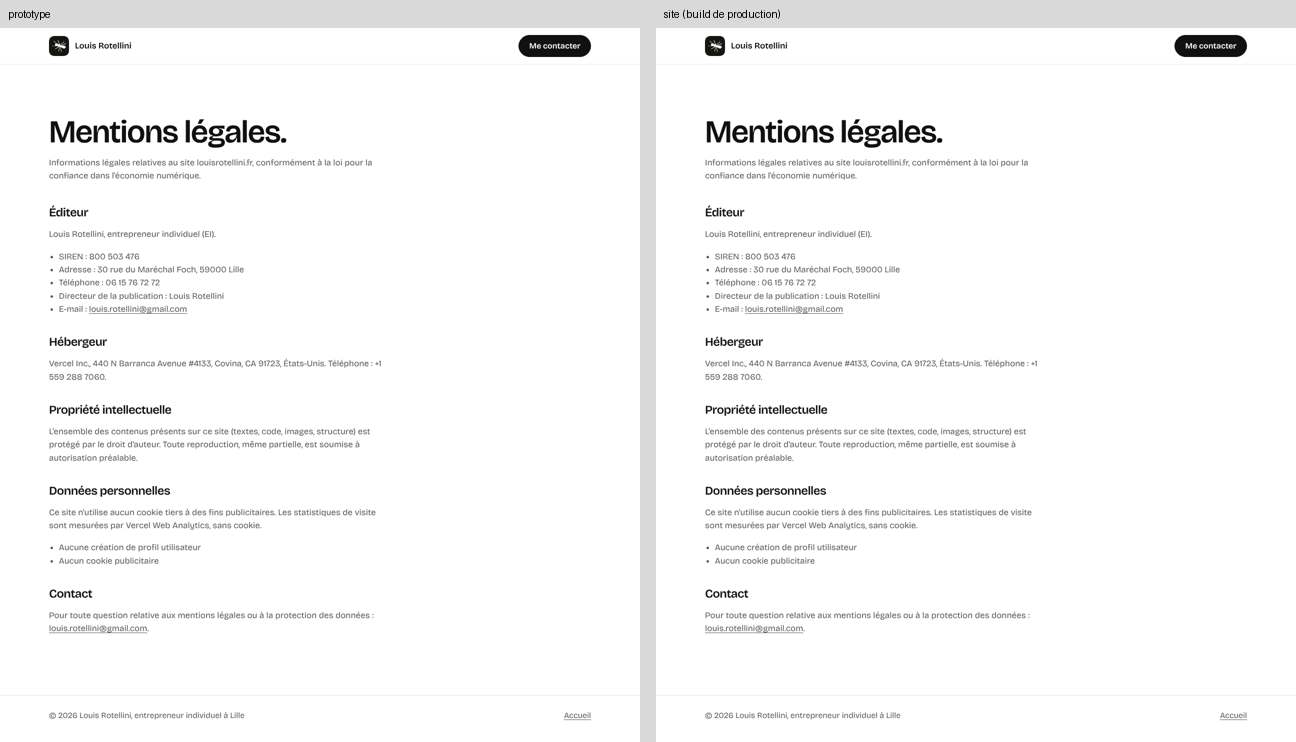 prototype
Louis Rotellini
Me contacter
Mentions légales.
Informations légales relatives au site louisrotellini.fr, conformément à la loi pour la
confiance dans l'économie numérique.
Éditeur
Louis Rotellini, entrepreneur individuel (EI).
• SIREN : 800 503 476
• Adresse : 30 rue du Maréchal Foch, 59000 Lille
• Téléphone : 06 15 76 72 72
• Directeur de la publication : Louis Rotellini
• E-mail : louis.rotellini@gmail.com
Hébergeur
Vercel Inc., 440 N Barranca Avenue #4133, Covina, CA 91723, États-Unis. Téléphone : +1
559 288 7060.
Propriété intellectuelle
L'ensemble des contenus présents sur ce site (textes, code, images, structure) est
protégé par le droit d'auteur. Toute reproduction, même partielle, est soumise à
autorisation préalable.
Données personnelles
Ce site n'utilise aucun cookie tiers à des fins publicitaires. Les statistiques de visite
sont mesurées par Vercel Web Analytics, sans cookie.
• Aucune création de profil utilisateur
• Aucun cookie publicitaire
Contact
Pour toute question relative aux mentions légales ou à la protection des données :
louis.rotellini@gmail.com.
© 2026 Louis Rotellini, entrepreneur individuel à Lille
Accueil
site (build de production)
Louis Rotellini
Me contacter
Mentions légales.
Informations légales relatives au site louisrotellini.fr, conformément à la loi pour la
confiance dans l'économie numérique.
Éditeur
Louis Rotellini, entrepreneur individuel (EI).
• SIREN : 800 503 476
• Adresse : 30 rue du Maréchal Foch, 59000 Lille
• Téléphone : 06 15 76 72 72
• Directeur de la publication : Louis Rotellini
• E-mail : louis.rotellini@gmail.com
Hébergeur
Vercel Inc., 440 N Barranca Avenue #4133, Covina, CA 91723, États-Unis. Téléphone : +1
559 288 7060.
Propriété intellectuelle
L'ensemble des contenus présents sur ce site (textes, code, images, structure) est
protégé par le droit d'auteur. Toute reproduction, même partielle, est soumise à
autorisation préalable.
Données personnelles
Ce site n'utilise aucun cookie tiers à des fins publicitaires. Les statistiques de visite
sont mesurées par Vercel Web Analytics, sans cookie.
• Aucune création de profil utilisateur
• Aucun cookie publicitaire
Contact
Pour toute question relative aux mentions légales ou à la protection des données :
louis.rotellini@gmail.com.
© 2026 Louis Rotellini, entrepreneur individuel à Lille
Accueil